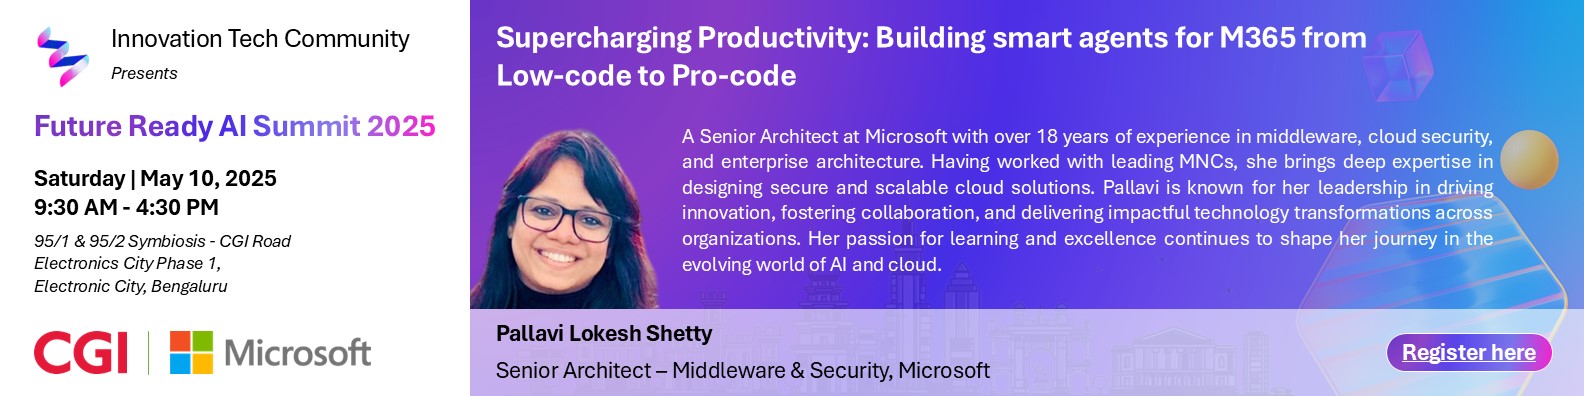 Innovation Tech Community
Presents
Future Ready AI Summit 2025
Saturday | May 10, 2025
9:30 AM - 4:30 PM
95/1 & 95/2 Symbiosis - CGI Road
Electronics City Phase 1,
Electronic City, Bengaluru
CGI
Microsoft
Supercharging Productivity: Building smart agents for M365 from
Low-code to Pro-code
A Senior Architect at Microsoft with over 18 years of experience in middleware, cloud security,
and enterprise architecture. Having worked with leading MNCs, she brings deep expertise in
designing secure and scalable cloud solutions. Pallavi is known for her leadership in driving
innovation, fostering collaboration, and delivering impactful technology transformations across
organizations. Her passion for learning and excellence continues to shape her journey in the
evolving world of AI and cloud.
Pallavi Lokesh Shetty
Senior Architect – Middleware & Security, Microsoft
Register here